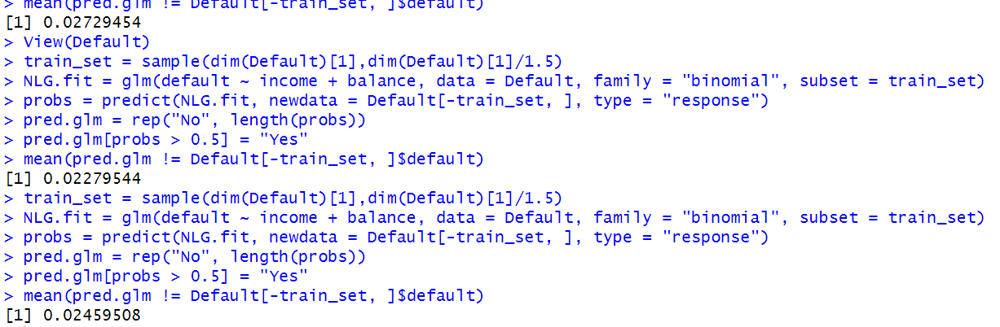 > mean(pred.glm != Default[-train_set, ]$default)
[1] 0.02729454
> View(Default)
> train_set = sample(dim(Default)[1],dim(Default)[1]/1.5)
> NLG.fit = glm(default ~ income + balance, data = Default, family = "binomial", subset = train_set)
> probs = predict(NLG.fit, newdata = Default[-train_set, ], type = "response")
> pred.glm = rep("No", length(probs))
> pred.glm[probs > 0.5] = "Yes"
> mean(pred.glm != Default[-train_set, ]$default)
[1] 0.02279544
> train_set = sample(dim(Default)[1],dim(Default)[1]/1.5)
> NLG.fit = glm(default ~ income + balance, data = Default, family = "binomial", subset = train_set)
> probs = predict(NLG.fit, newdata = Default[-train_set, ], type = "response")
> pred.glm = rep("No", length(probs))
> pred.glm[probs > 0.5] = "Yes"
> mean(pred.glm != Default[-train_set, ]$default)
[1] 0.02459508